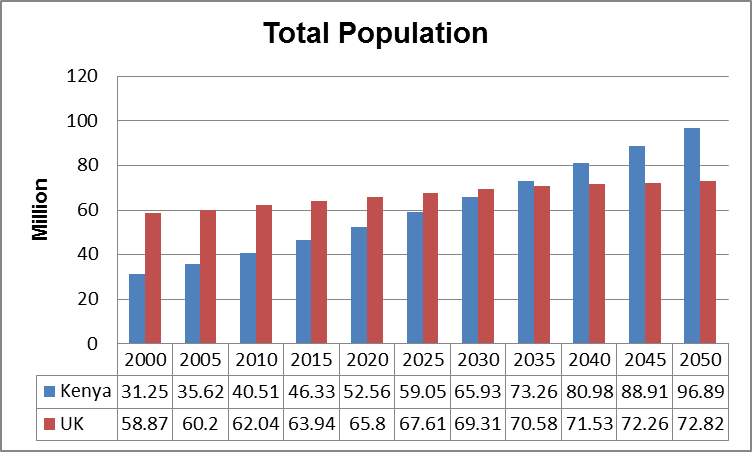 Total Population
120
100
80
60
40
20
0
Million
2000 2005 2010 2015 2020 2025 2030 2035 2040 2045 2050
Kenya 31.25 35.62 40.51 46.33 52.56 59.05 65.93 73.26 80.98 88.91 96.89
UK 58.87 60.2 62.04 63.94 65.8 67.61 69.31 70.58 71.53 72.26 72.82